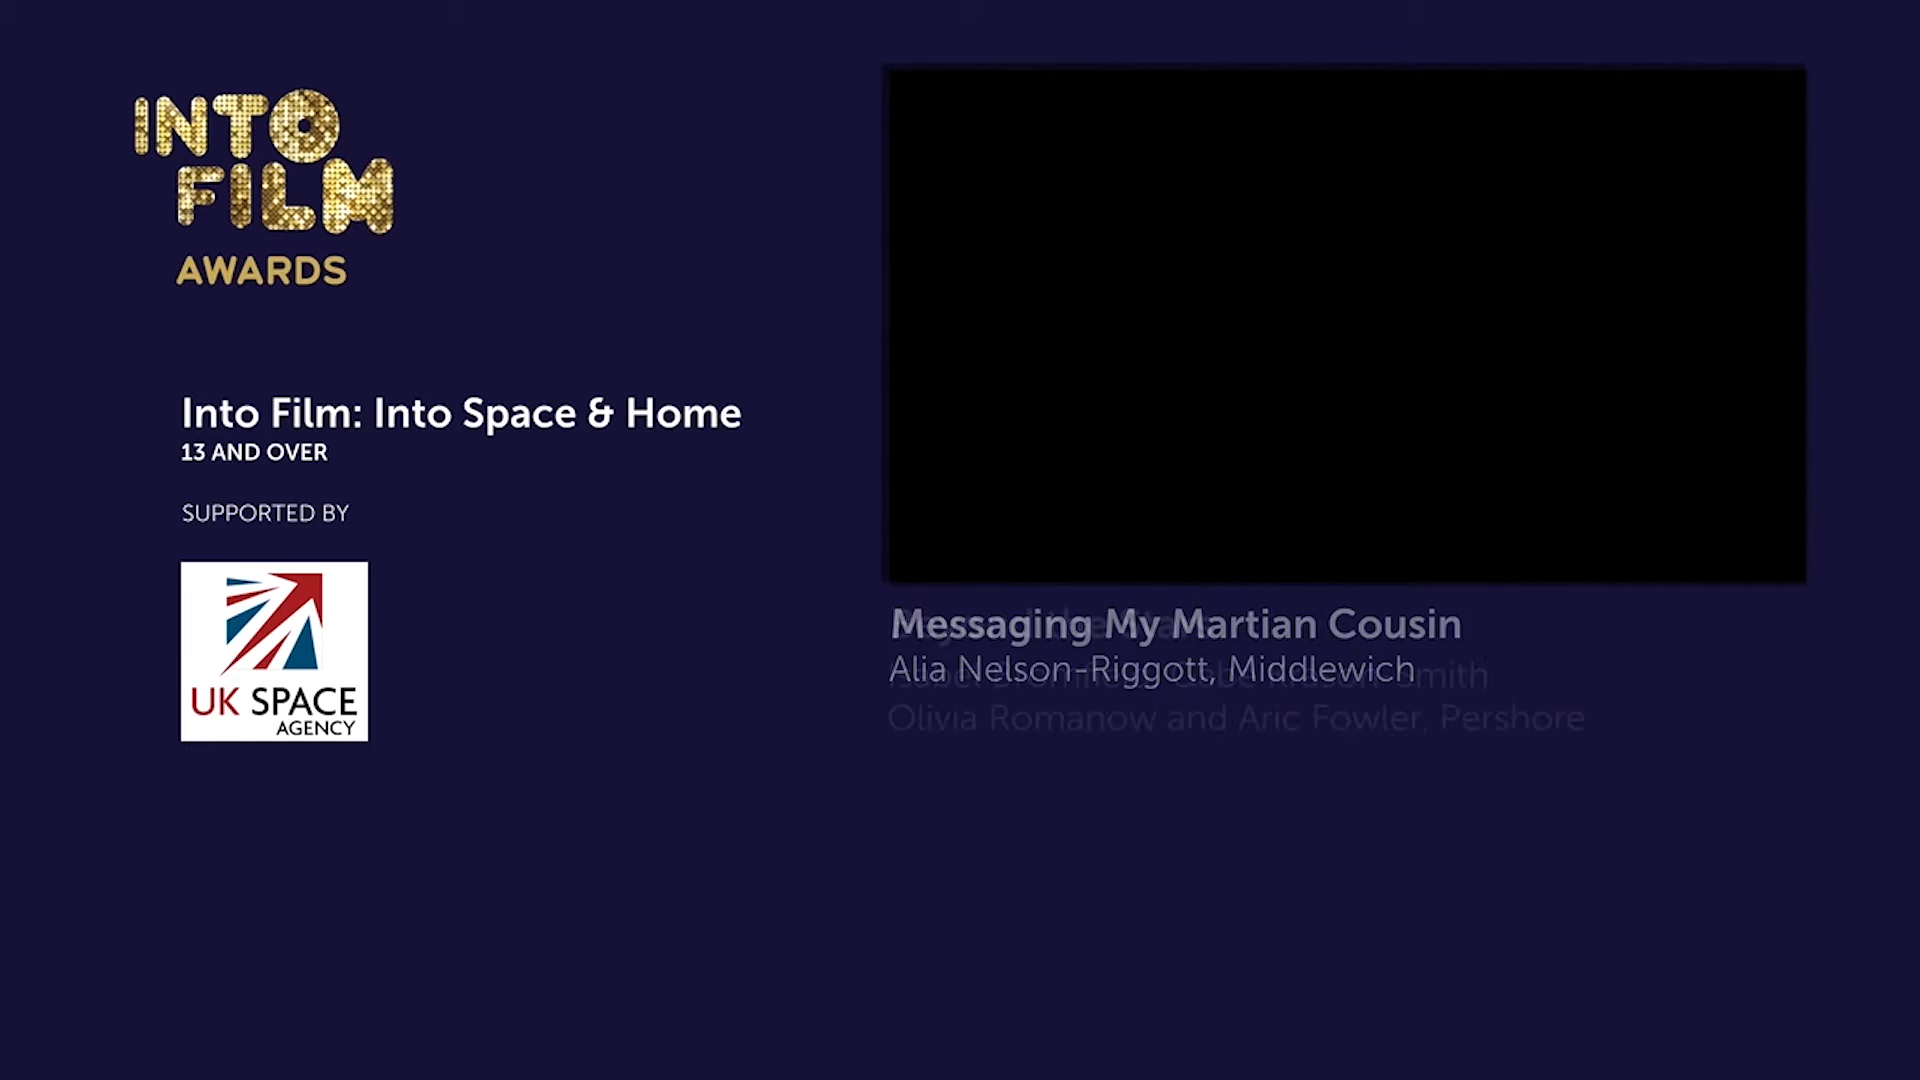 INTO
FILM
AWARDS
Into Film: Into Space & Home
13 AND OVER
SUPPORTED BY
UK SPACE
AGENCY
Messaging My Martian Cousin
Alia Nelson-Riggott, Middlewich
Smith
Olivia Romanow and Aric Fowler, Pershore